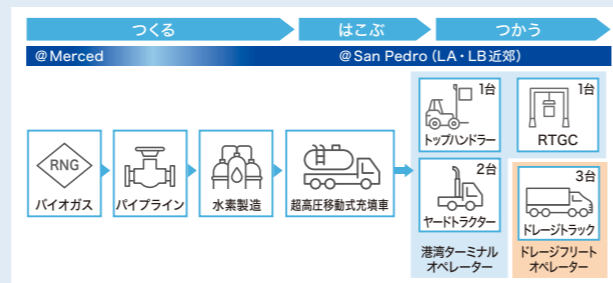 つくる
はこぶ
つかう
@Merced
@San Pedro（LA・LB近郊）
RNG
バイオガス
パイプライン
水素製造
超高圧移動式充填車
1台
トップハンドラー
1台
RTGC
2台
ヤードトラクター
3台
ドレージトラック
港湾ターミナル
オペレーター
ドレージフリート
オペレーター